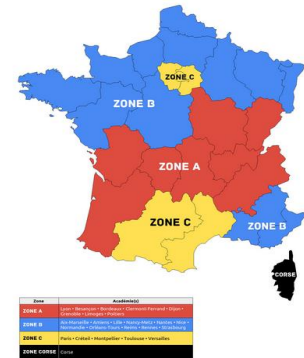 ZONE C
ZONE B
ZONE A
ZONE C
ZONE B
CORSE
Zone Académie(s)
ZONE A Lyon • Besançon • Bordeaux • Clermont-Ferrand • Dijon •
Grenoble • Limoges • Poitiers
ZONE B Aix-Marseille • Amiens • Lille • Nancy-Metz • Nantes • Nice •
Normandie • Orléans-Tours • Reims • Rennes • Strasbourg
ZONE C Paris • Créteil • Montpellier • Toulouse • Versailles
ZONE CORSE Corse